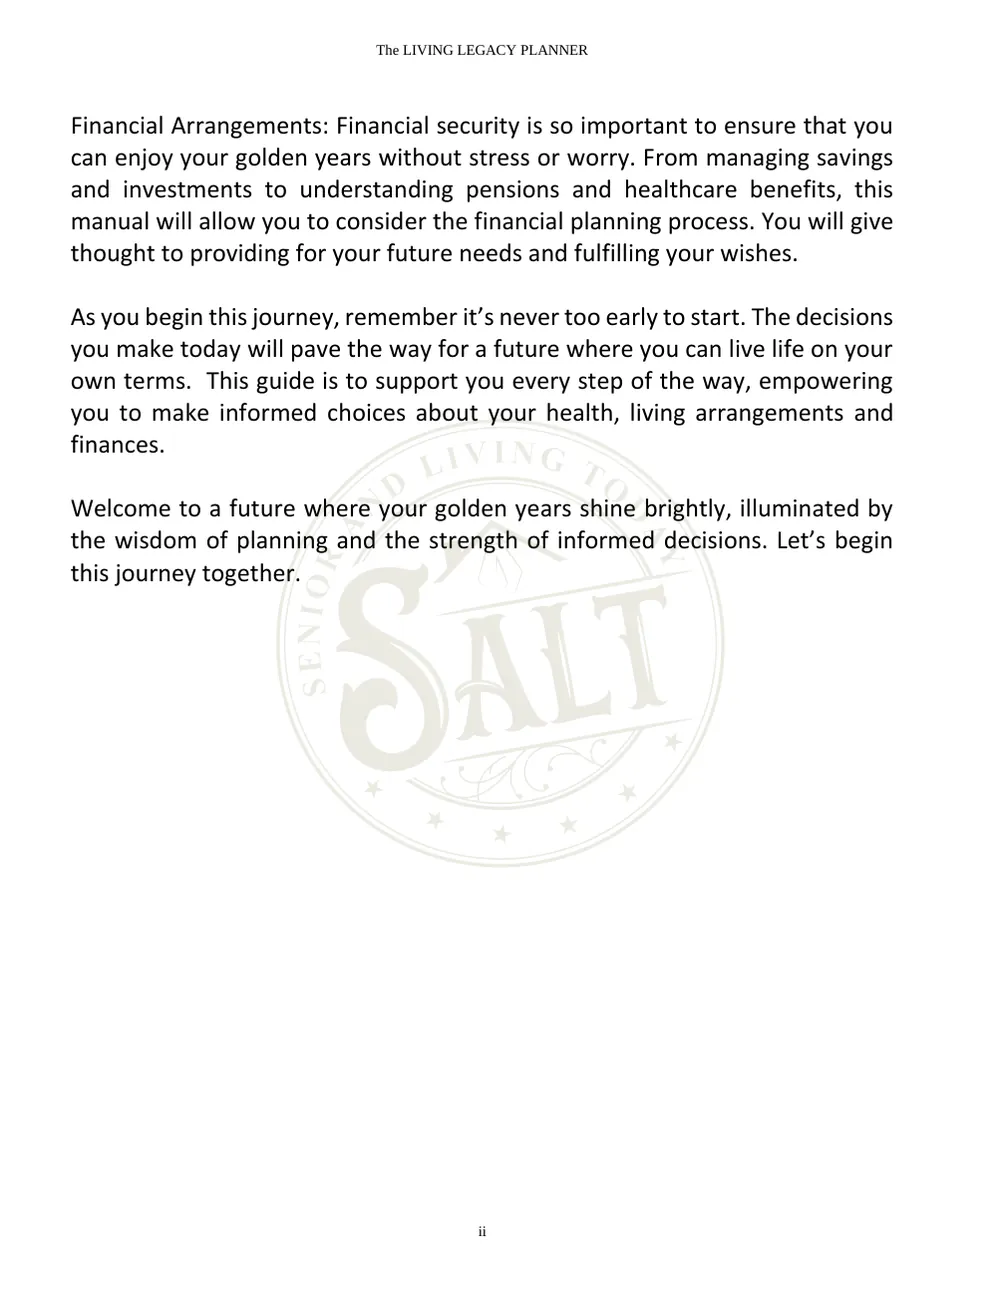 The LIVING LEGACY PLANNER
Financial Arrangements: Financial security is so important to ensure that you
can enjoy your golden years without stress or worry. From managing savings
and investments to understanding pensions and healthcare benefits, this
manual will allow you to consider the financial planning process. You will give
thought to providing for your future needs and fulfilling your wishes.
As you begin this journey, remember it’s never too early to start. The decisions
you make today will pave the way for a future where you can live life on your
own terms.  This guide is to support you every step of the way, empowering
you to make informed choices about your health, living arrangements and
finances.
Welcome to a future where your golden years shine brightly, illuminated by
the wisdom of planning and the strength of informed decisions. Let’s begin
this journey together.
SENIOR AND LIVING TODAY
SALT
ii